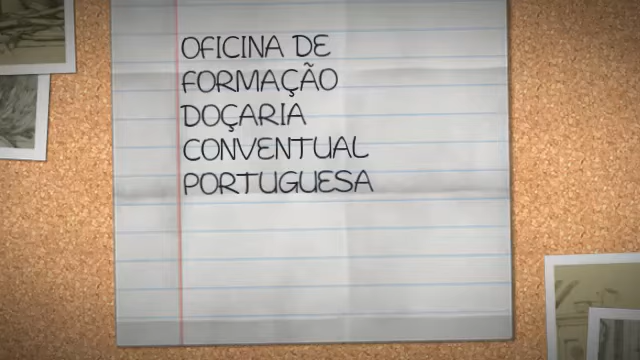 OFICINA DE
FORMAÇÃO
DOÇARIA
CONVENTUAL
PORTUGUESA